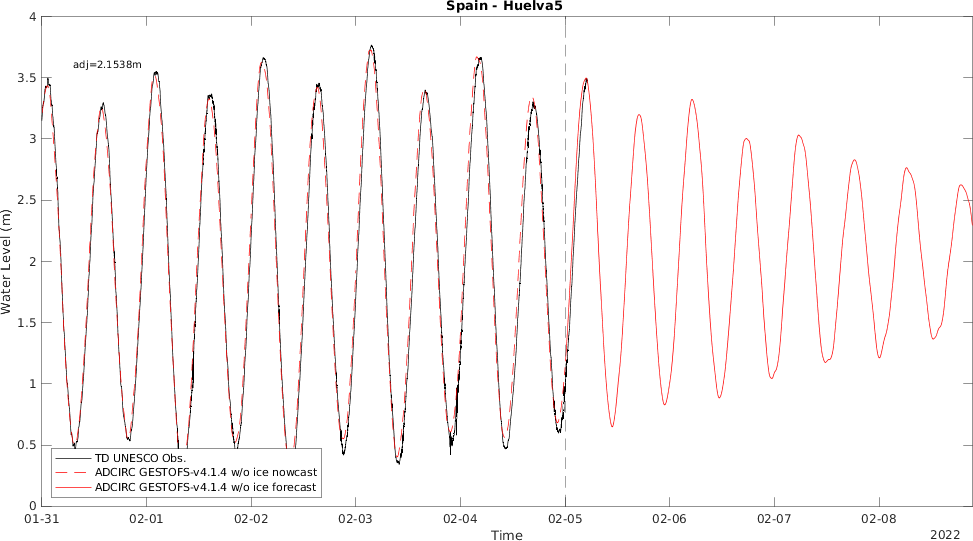 Spain - Huelva5
adj=2.1538m
4
3.5
3
2.5
2
1.5
1
0.5
0
Water Level (m)
TD UNESCO Obs.
ADCIRC GESTOFS-v4.1.4 w/o ice nowcast
ADCIRC GESTOFS-v4.1.4 w/o ice forecast
01-31 02-01 02-02 02-03 02-04 02-05 02-06 02-07 02-08
Time
2022